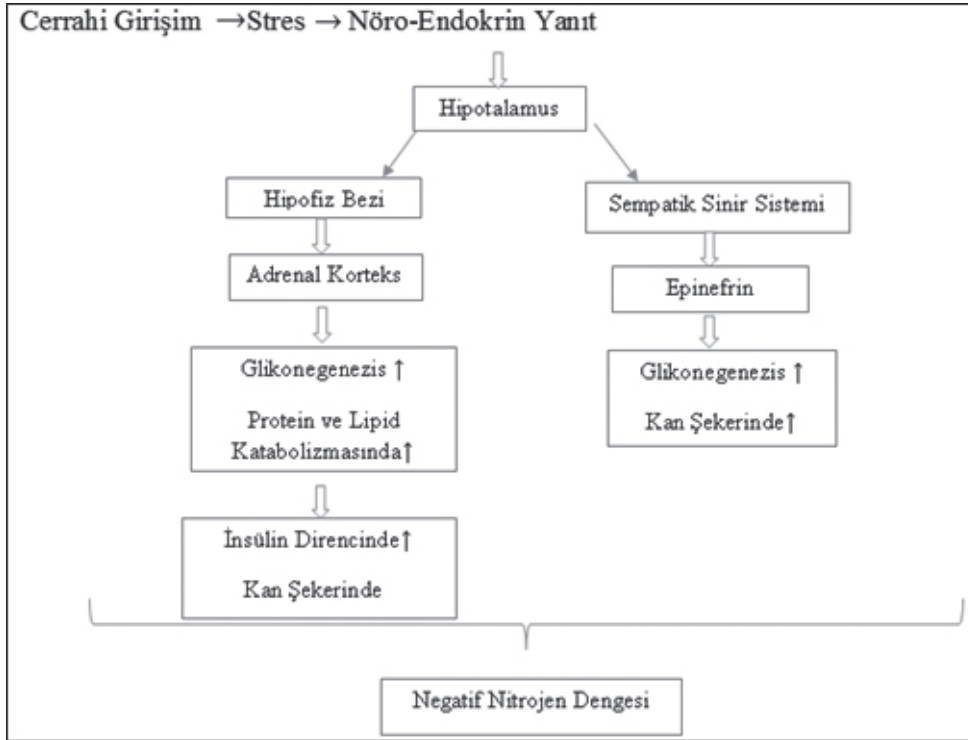 Cerrahi Girişim →Stres → Nöro-Endokrin Yanıt
Hipotalamus
Hipofiz Bezi
Sempatik Sinir Sistemi
Adrenal Korteks
Epinefrin
Glikonegenezis ↑
Protein ve Lipid
Katabolizmasında↑
Glikonegenezis ↑
Kan Şekerinde↑
İnsülin Direncinde↑
Kan Şekerinde
Negatif Nitrojen Dengesi